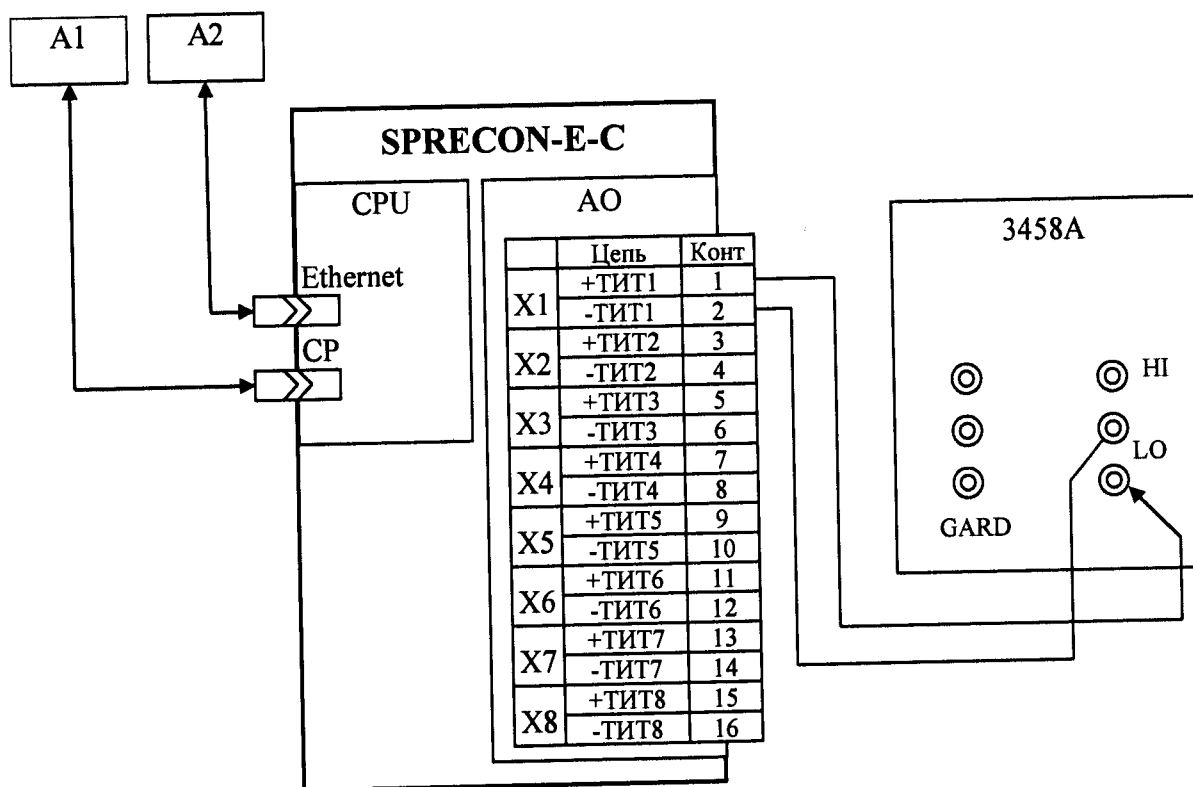 A1
A2
SPRECON-E-C
CPU
AO
3458A
Цепь Конт
Ethernet
X1 +ТИТ1 1
-ТИТ1 2
CP
X2 +ТИТ2 3
-ТИТ2 4
X3 +ТИТ3 5
-ТИТ3 6
HI
X4 +ТИТ4 7
-ТИТ4 8
LO
X5 +ТИТ5 9
-ТИТ5 10
GARD
X6 +ТИТ6 11
-ТИТ6 12
X7 +ТИТ7 13
-ТИТ7 14
X8 +ТИТ8 15
-ТИТ8 16